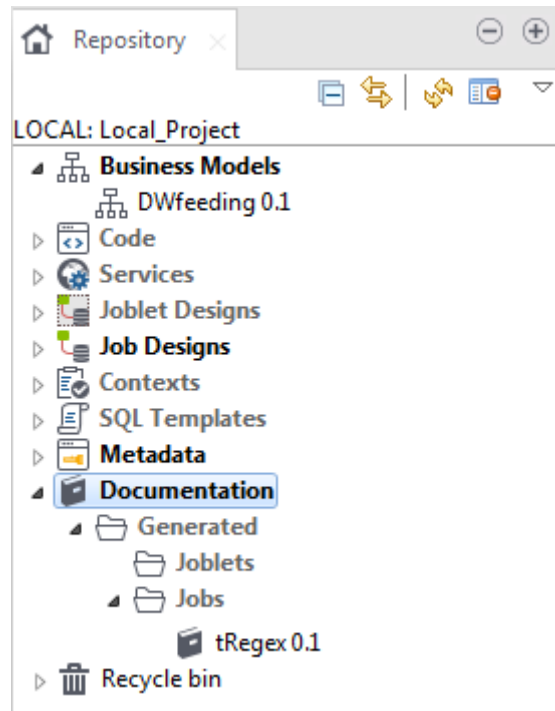 Repository
LOCAL: Local_Project
Business Models
DWfeeding 0.1
Code
Services
Joblet Designs
Job Designs
Contexts
SQL Templates
Metadata
Documentation
Generated
Joblets
Jobs
tRegex 0.1
Recycle bin